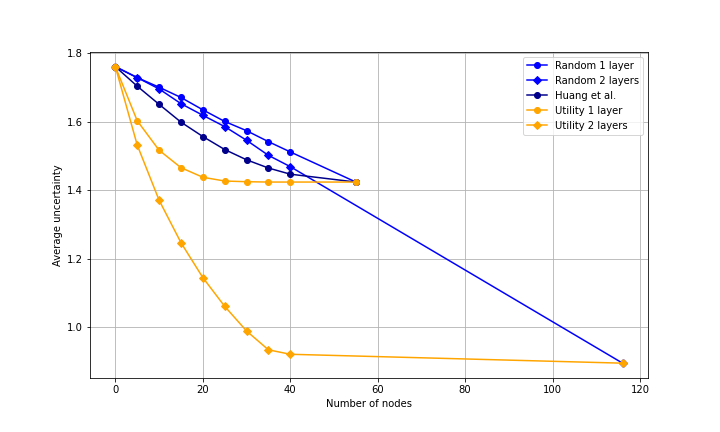 1.8
1.6
1.4
1.2
1.0
Average uncertainty
Random 1 layer
Random 2 layers
Huang et al.
Utility 1 layer
Utility 2 layers
0 20 40 60 80 100 120
Number of nodes